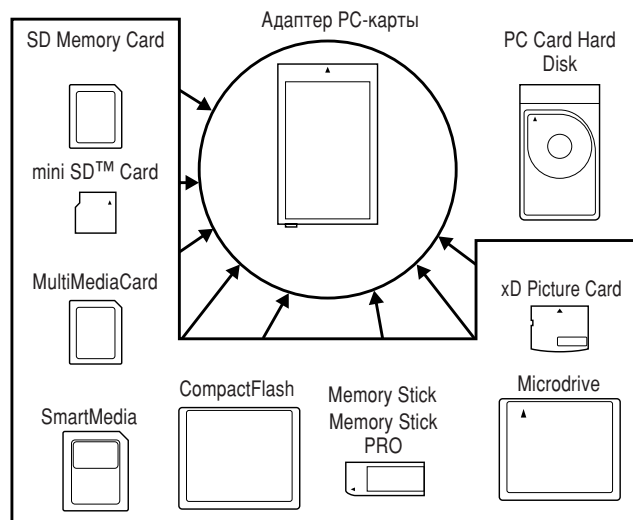 Адаптер PC-карты
SD Memory Card
PC Card Hard
Disk
mini SD™ Card
MultiMediaCard
xD Picture Card
SmartMedia
CompactFlash
Memory Stick
Memory Stick
PRO
Microdrive